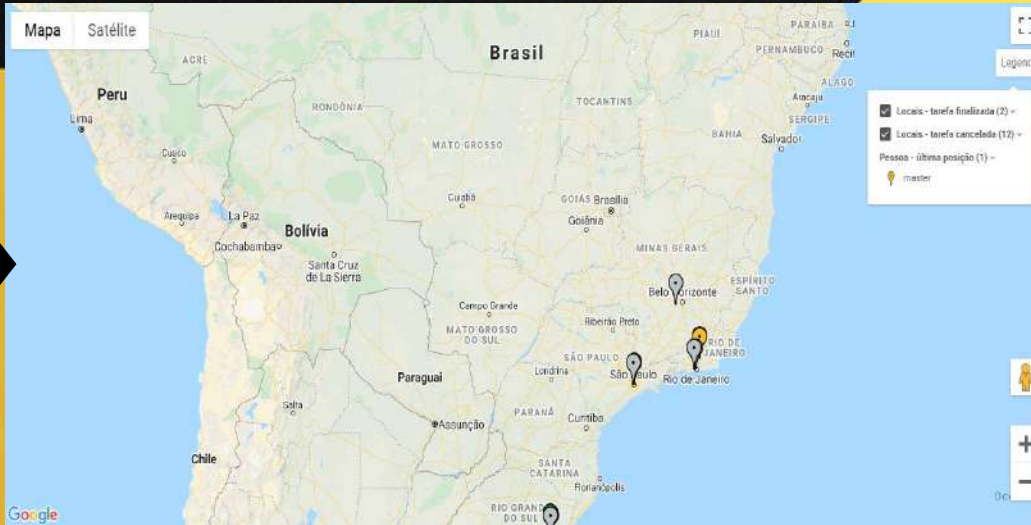 Mapa
Satélite
Brasil
PARAÍBA
PIAUÍ
PERNAMBUCO
Recif
Legend
ACRE
Peru
ALAGO
TOCANTINS
Aracaju
RONDÔNIA
SERGIPE
Lima
BAHIA
Salvador
MATO GROSSO
Cusco
Locais - tarefa finalizada (2)
Locais - tarefa cancelada (12)
Pessoa - última posição (1)
master
Cuiabá
GOIÁS
Brasília
Goiânia
Arequipa
La Paz
Bolívia
Cochabamba
Santa Cruz
de La Sierra
MINAS GERAIS
ESPÍRITO
SANTO
Belo
orizonte
Campo Grande
Ribeirão Preto
MATO GROSSO
DO SUL
RIO DE
JANEIRO
SÃO PAULO
Londrina
São
ulo
Rio de Janeiro
Paraguai
Salta
PARANÁ
Assunção
Curitiba
Chile
SANTA
CATARINA
Florianópolis
RIO GRAND
DO SUL
Google